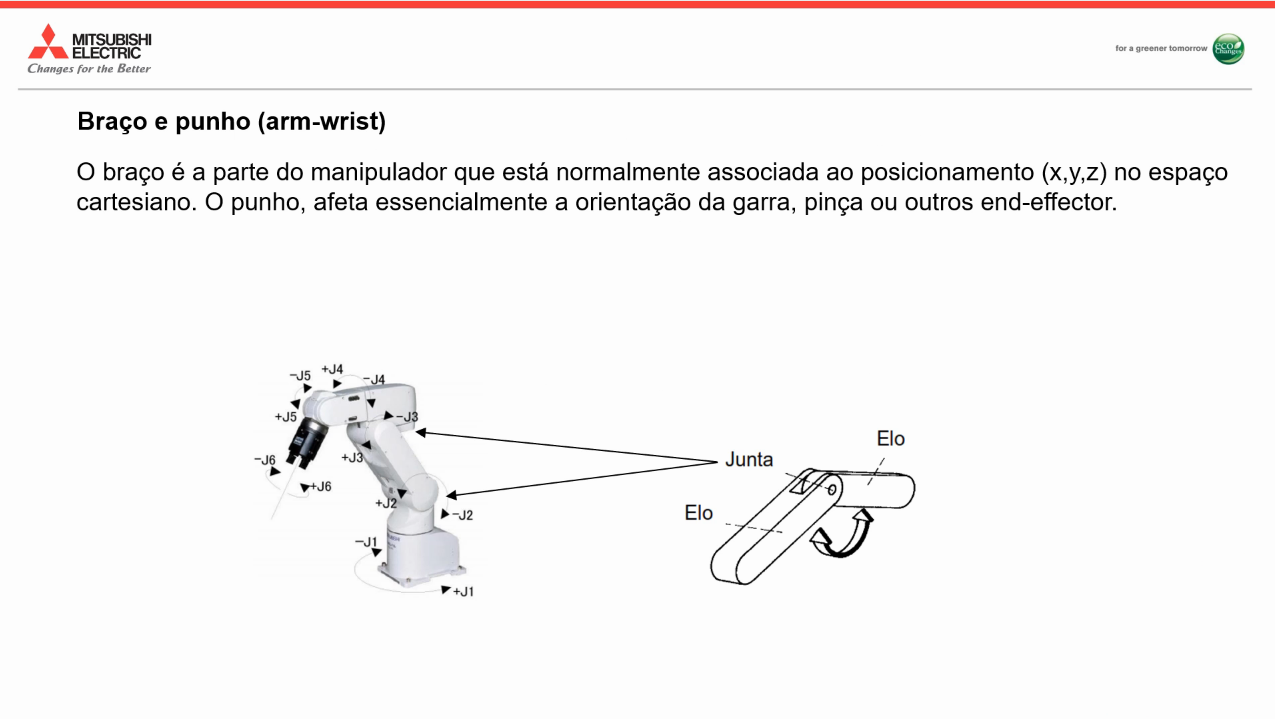 MITSUBISHI
ELECTRIC
Changes for the Better
for a greener tomorrow
eco
Changes
Braço e punho (arm-wrist)
O braço é a parte do manipulador que está normalmente associada ao posicionamento (x,y,z) no espaço
cartesiano. O punho, afeta essencialmente a orientação da garra, pinça ou outros end-effector.
−J5
+J4
−J4
+J5
−J3
+J3
−J6
+J6
+J2
−J2
−J1
+J1
Junta
Elo
Elo